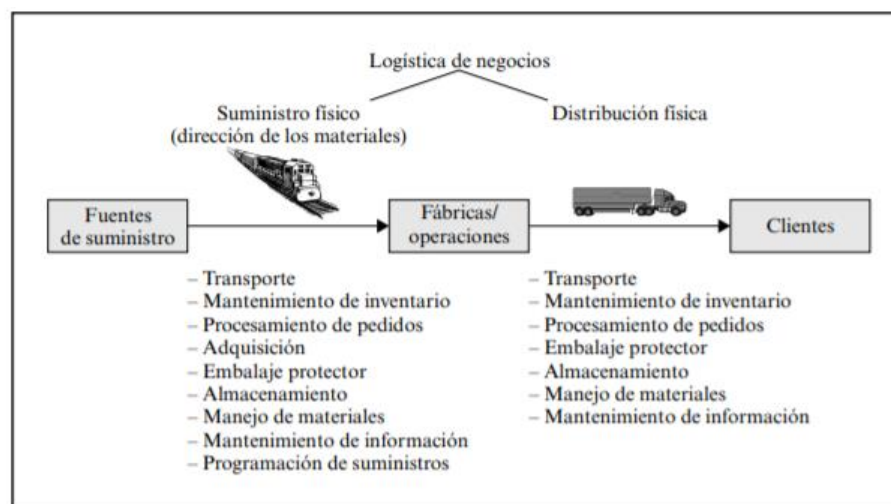 Logística de negocios
Suministro físico
(dirección de los materiales)
Distribución física
Fuentes
de suministro
Fábricas/
operaciones
Clientes
– Transporte
– Mantenimiento de inventario
– Procesamiento de pedidos
– Adquisición
– Embalaje protector
– Almacenamiento
– Manejo de materiales
– Mantenimiento de información
– Programación de suministros
– Transporte
– Mantenimiento de inventario
– Procesamiento de pedidos
– Embalaje protector
– Almacenamiento
– Manejo de materiales
– Mantenimiento de información